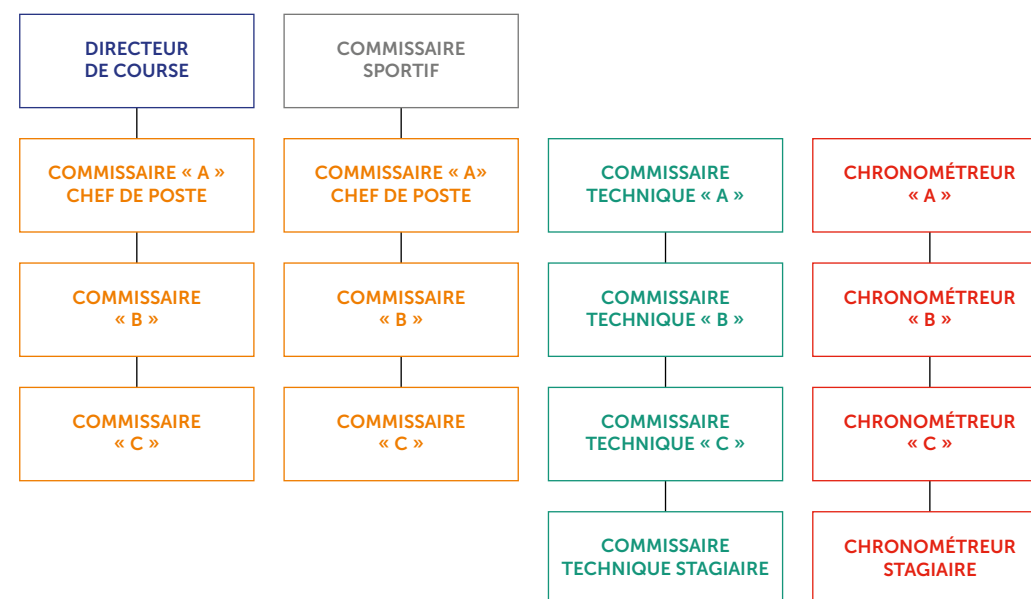 DIRECTEUR
DE COURSE
COMMISSAIRE
SPORTIF
COMMISSAIRE « A »
CHEF DE POSTE
COMMISSAIRE « A»
CHEF DE POSTE
COMMISSAIRE
TECHNIQUE « A »
CHRONOMÉTREUR
« A »
COMMISSAIRE
« B »
COMMISSAIRE
« B »
COMMISSAIRE
TECHNIQUE « B »
CHRONOMÉTREUR
« B »
COMMISSAIRE
« C »
COMMISSAIRE
« C »
COMMISSAIRE
TECHNIQUE « C »
CHRONOMÉTREUR
« C »
COMMISSAIRE
TECHNIQUE STAGIAIRE
CHRONOMÉTREUR
STAGIAIRE